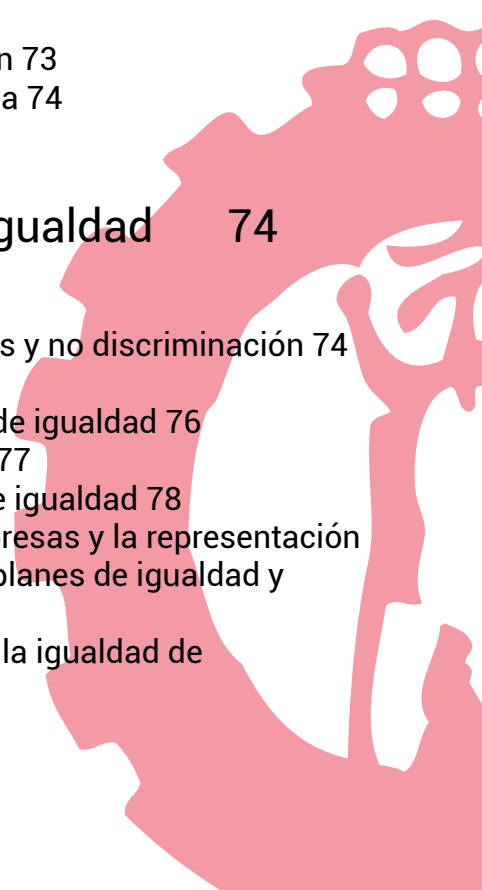 n 73
a 74
gualdad 74
s y no discriminación 74
de igualdad 76
77
e igualdad 78
resas y la representación
planes de igualdad y
la igualdad de